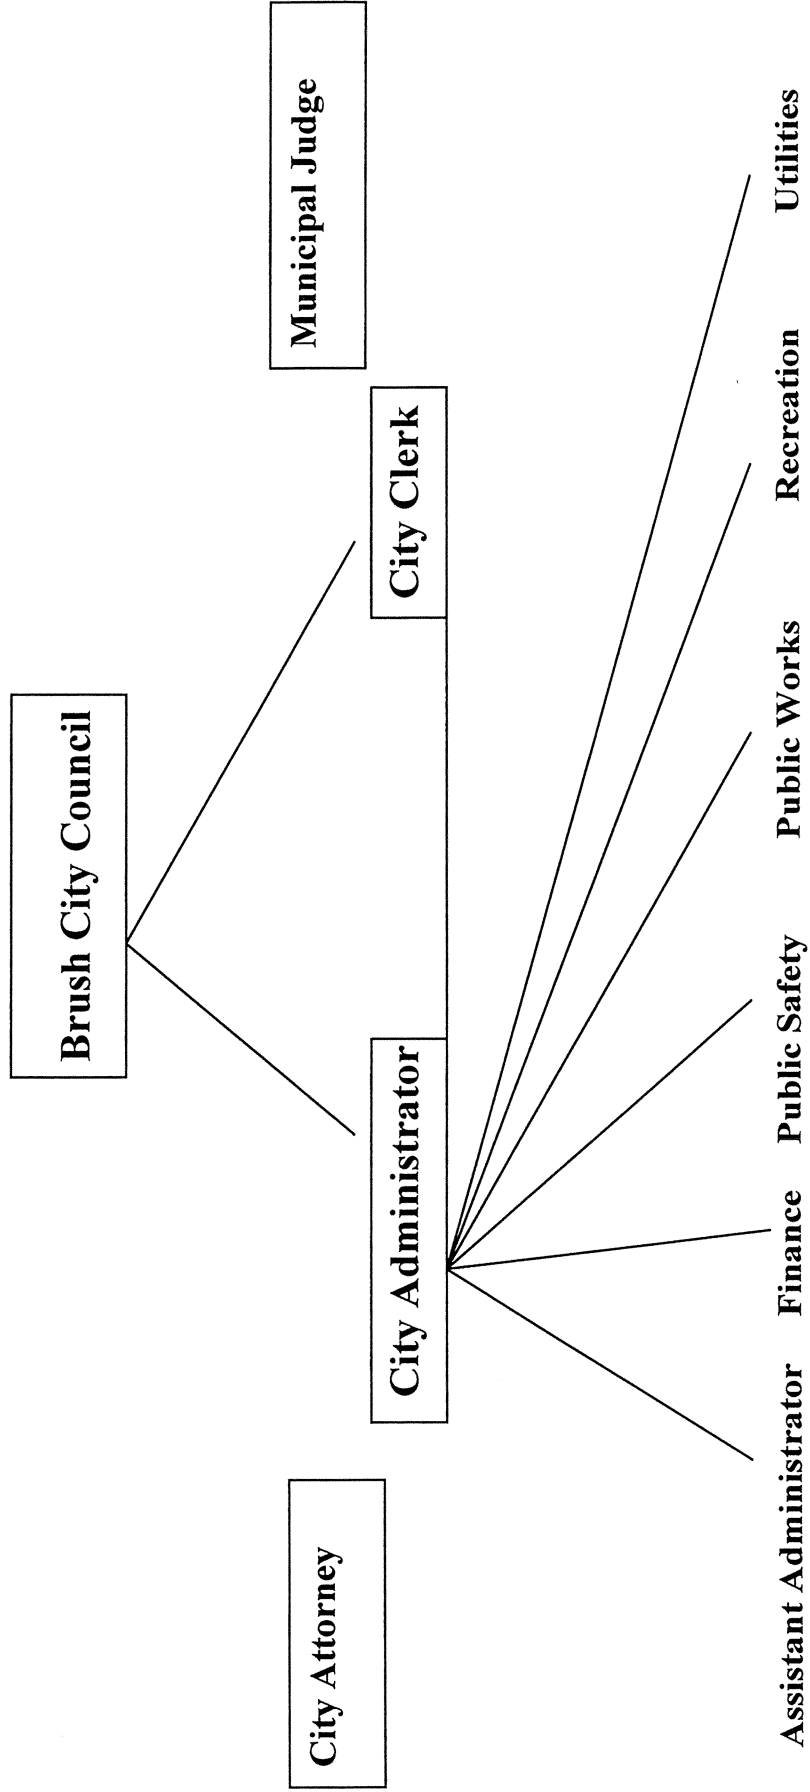 Brush City Council
City Attorney
Municipal Judge
City Administrator
City Clerk
Assistant Administrator
Finance
Public Safety
Public Works
Recreation
Utilities